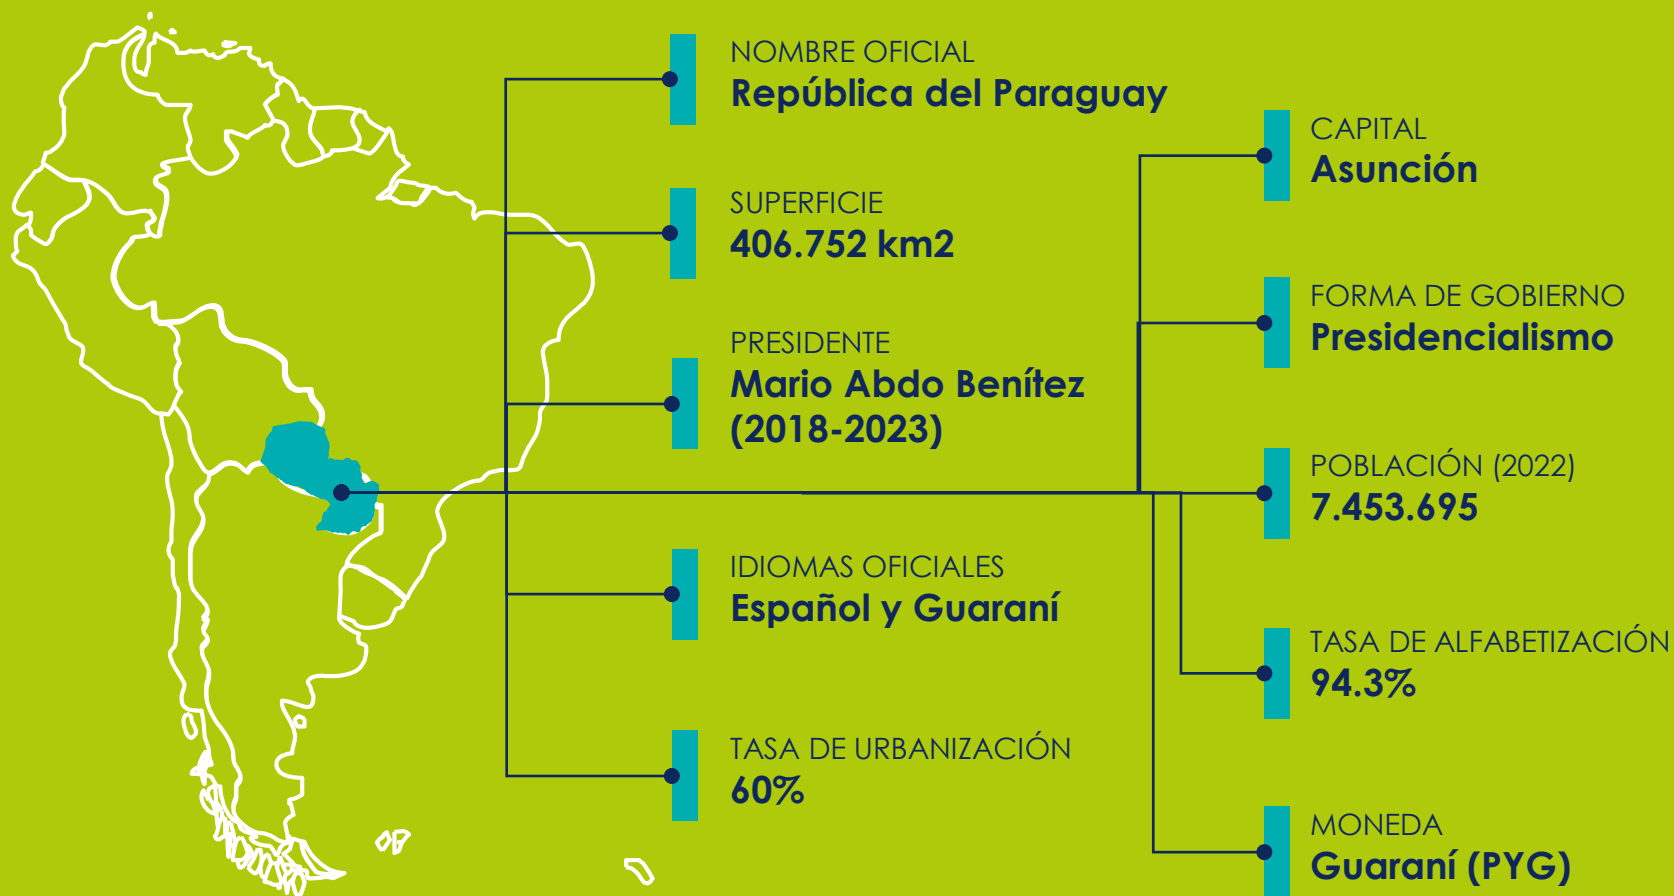 NOMBRE OFICIAL
República del Paraguay
SUPERFICIE
406.752 km2
PRESIDENTE
Mario Abdo Benítez
(2018-2023)
IDIOMAS OFICIALES
Español y Guaraní
TASA DE URBANIZACIÓN
60%
CAPITAL
Asunción
FORMA DE GOBIERNO
Presidencialismo
POBLACIÓN (2022)
7.453.695
TASA DE ALFABETIZACIÓN
94.3%
MONEDA
Guaraní (PYG)